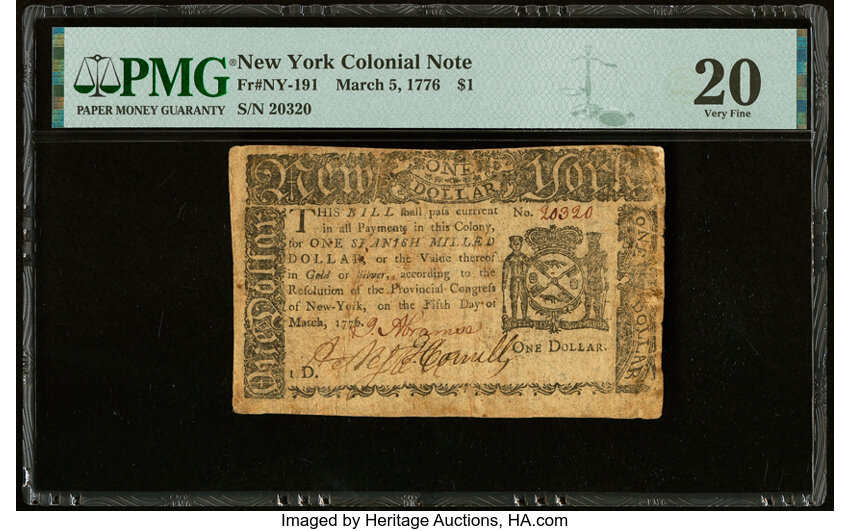 PMG®
PAPER MONEY GUARANTY
New York Colonial Note
Fr#NY-191 March 5, 1776 $1
S/N 20320
20
Very Fine
New York
ONE
DOLLAR
One Dollar
ONE DOLLAR
THIS BILL ſhall paſs current
in all Payments in this Colony,
for ONE SPANISH MILLED
DOLLAR, or the Value thereof
in Gold or Silver, according to the
Reſolution of the Provincial Congreſs
of New-York, on the Fifth Day of
March, 1776.
No. 20320
ONE DOLLAR.
1 D.
Imaged by Heritage Auctions, HA.com